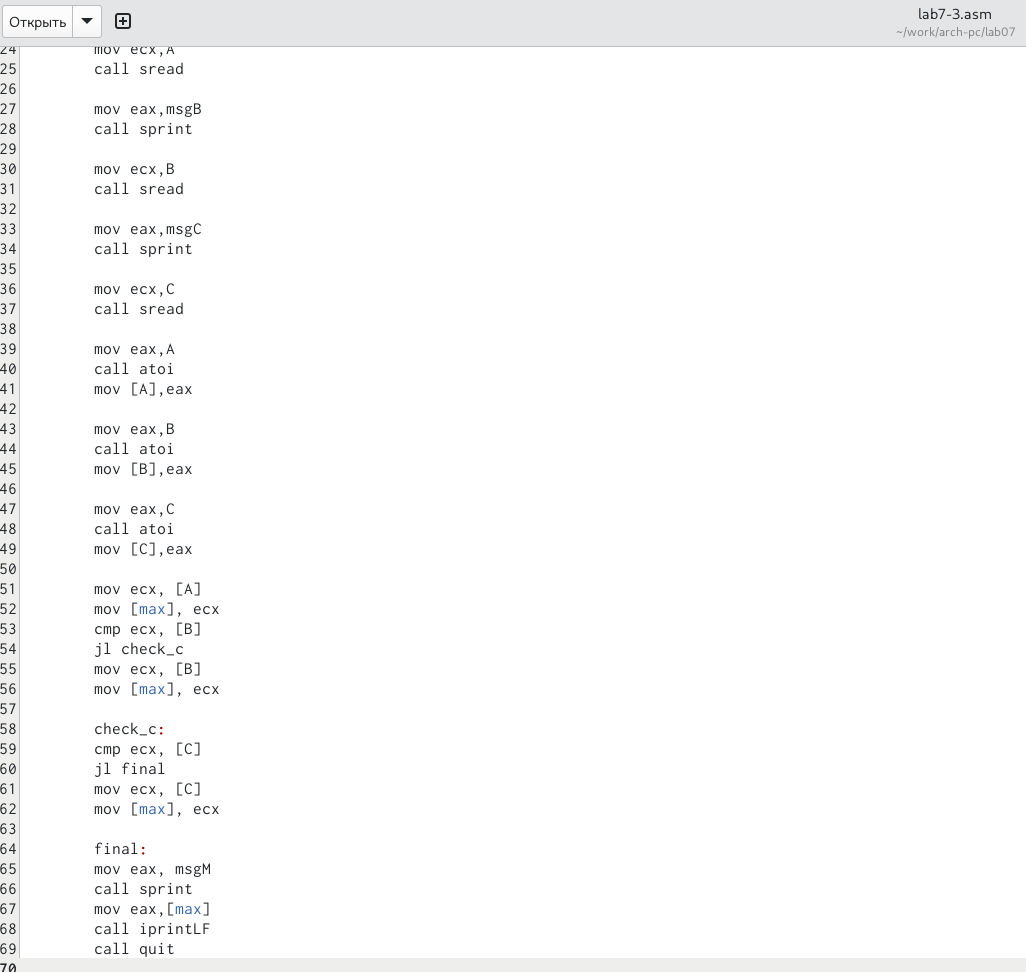 Открыть
lab7-3.asm
~/work/arch-pc/lab07
24 mov ecx,A
25 call sread
26
27 mov eax,msgB
28 call sprint
29
30 mov ecx,B
31 call sread
32
33 mov eax,msgC
34 call sprint
35
36 mov ecx,C
37 call sread
38
39 mov eax,A
40 call atoi
41 mov [A],eax
42
43 mov eax,B
44 call atoi
45 mov [B],eax
46
47 mov eax,C
48 call atoi
49 mov [C],eax
50
51 mov ecx, [A]
52 mov [max], ecx
53 cmp ecx, [B]
54 jl check_c
55 mov ecx, [B]
56 mov [max], ecx
57
58 check_c:
59 cmp ecx, [C]
60 jl final
61 mov ecx, [C]
62 mov [max], ecx
63
64 final:
65 mov eax, msgM
66 call sprint
67 mov eax,[max]
68 call iprintLF
69 call quit
70